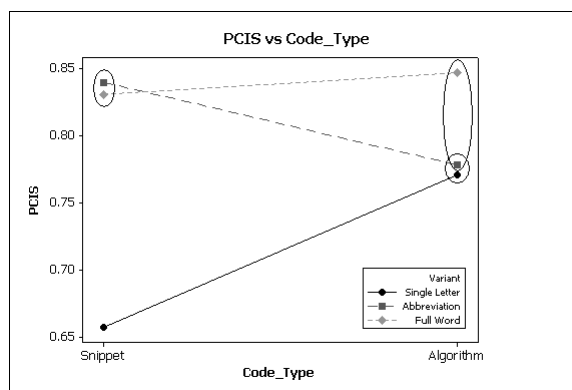 PCIS vs Code_Type
0.85
0.80
0.75
0.70
0.65
PCIS
Snippet
Algorithm
Code_Type
Variant
Single Letter
Abbreviation
Full Word